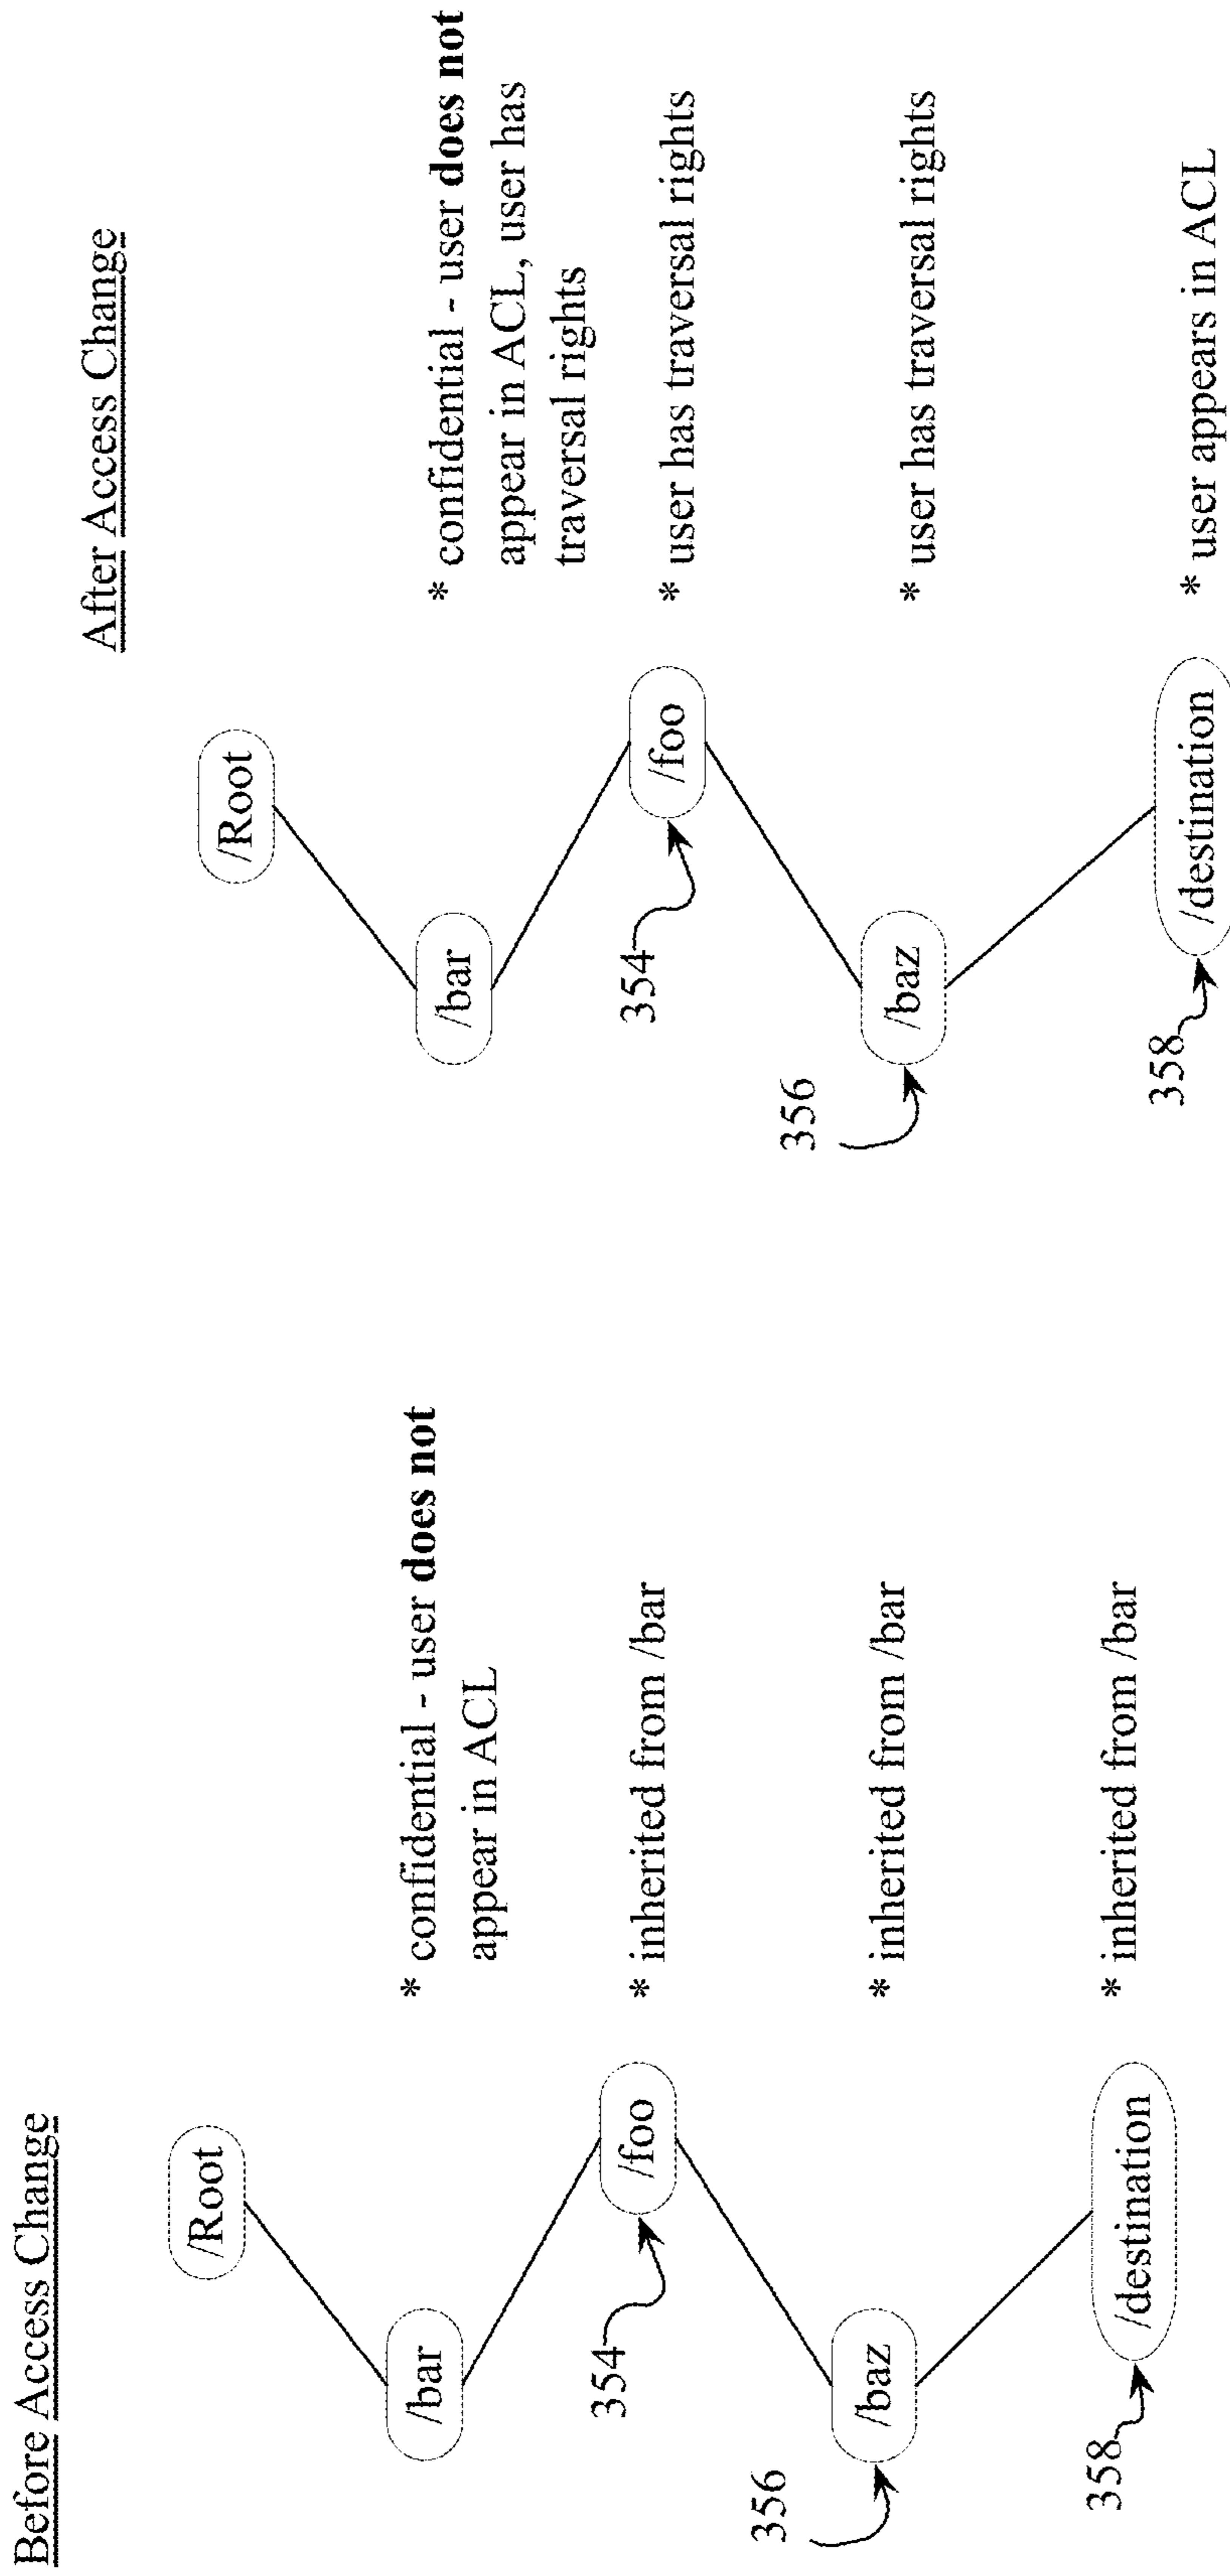 Before Access Change
/Root
/bar
* confidential - user does not
appear in ACL
/foo
* inherited from /bar
354
/baz
* inherited from /bar
356
/destination
* inherited from /bar
358
After Access Change
/Root
/bar
* confidential - user does not
appear in ACL, user has
traversal rights
/foo
* user has traversal rights
354
/baz
* user has traversal rights
356
/destination
* user appears in ACL
358